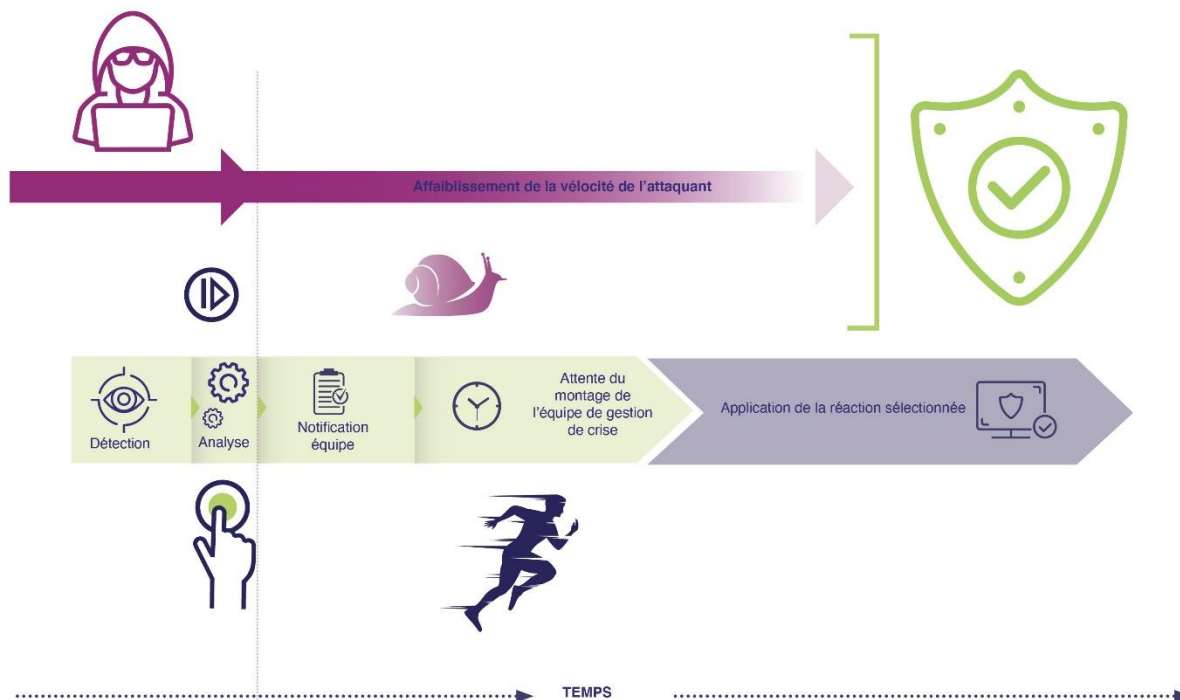 Affaiblissement de la vélocité de l'attaquant
Détection
Analyse
Notification
équipe
Attente du
montage de
l'équipe de gestion
de crise
Application de la réaction sélectionnée
TEMPS